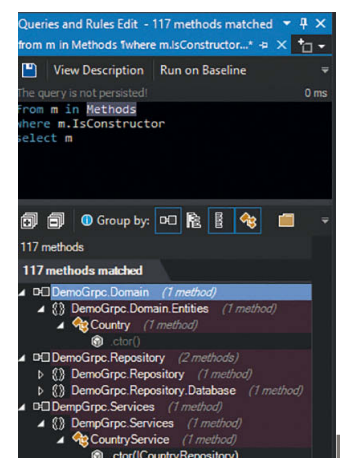 Queries and Rules Edit - 117 methods matched
from m in Methods where m.IsConstructor...*
View Description Run on Baseline
The query is not persisted! 0 ms
from m in Methods
where m.IsConstructor
select m
Group by:
117 methods
117 methods matched
DemoGrpc.Domain (1 method)
{} DemoGrpc.Domain.Entities (1 method)
Country (1 method)
.ctor()
DemoGrpc.Repository (2 methods)
{} DemoGrpc.Repository (1 method)
{} DemoGrpc.Repository.Database (1 method)
DempGrpc.Services (1 method)
{} DempGrpc.Services (1 method)
CountryService (1 method)
.ctor(ICountryRepository)